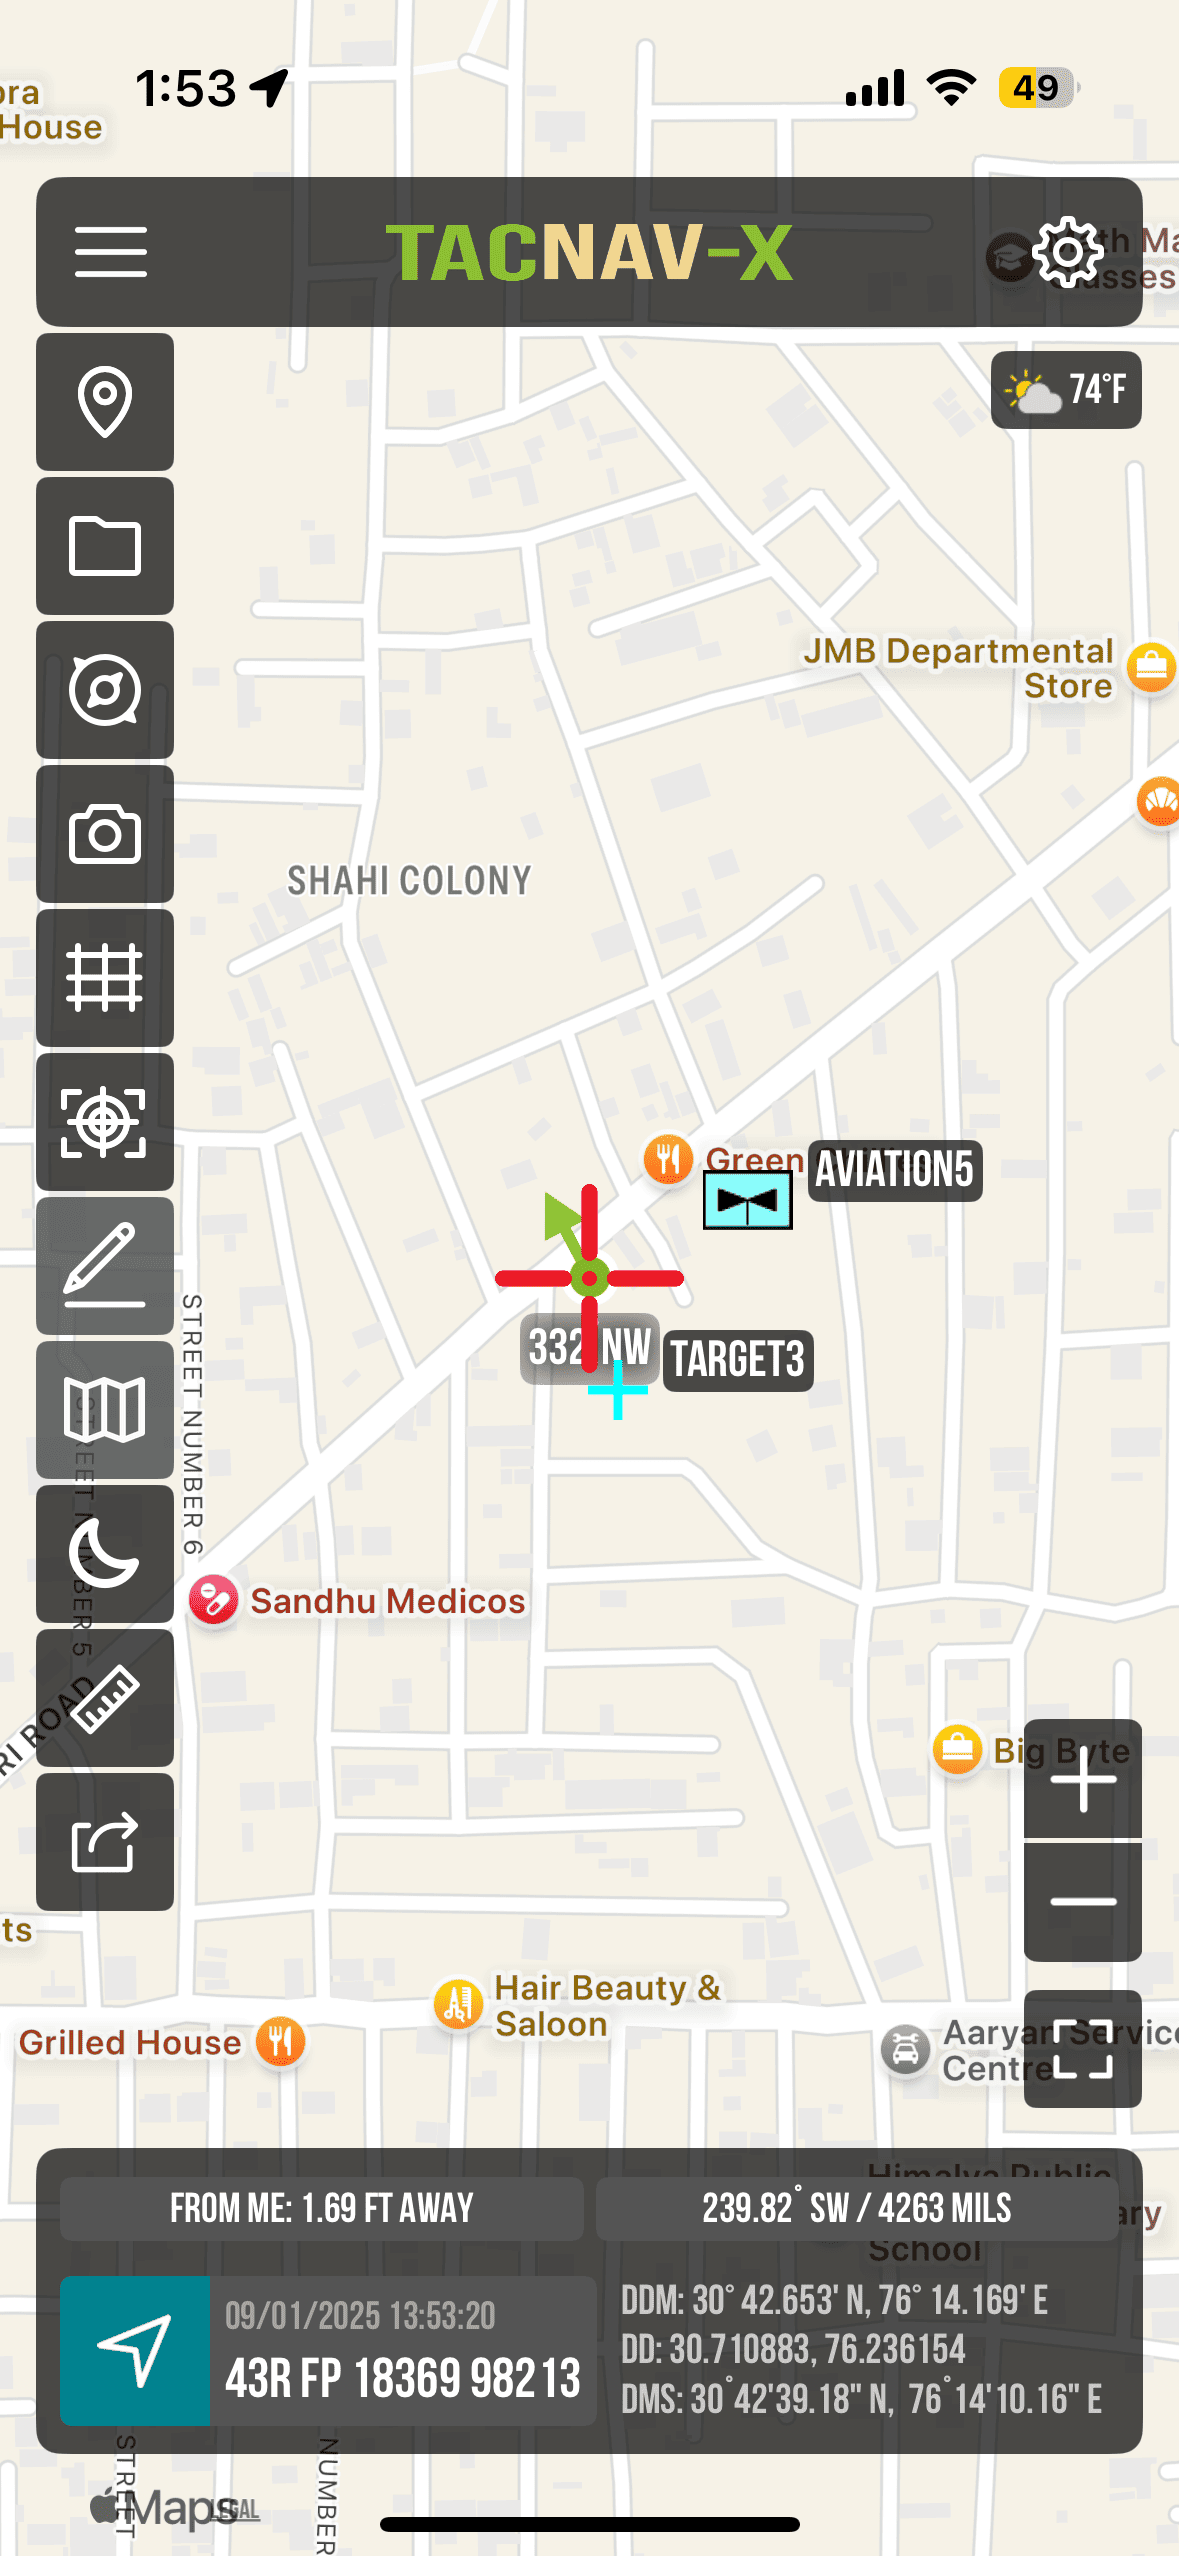 ora
House
1:53
49
TACNAV-X
74°F
JMB Departmental
Store
SHAHI COLONY
Green
AVIATION5
332 NW
TARGET3
STREET NUMBER 6
STREET NUMBER 5
Sandhu Medicos
RI ROAD
Big Byte
ts
Hair Beauty &
Saloon
Grilled House
Aaryan Service
Centre
Himalya Public
School
ary
FROM ME: 1.69 FT AWAY
239.82° SW / 4263 MILS
09/01/2025 13:53:20
43R FP 18369 98213
DDM: 30° 42.653' N, 76° 14.169' E
DD: 30.710883, 76.236154
DMS: 30°42'39.18" N, 76°14'10.16" E
STREET
NUMBER
Maps
LEGAL